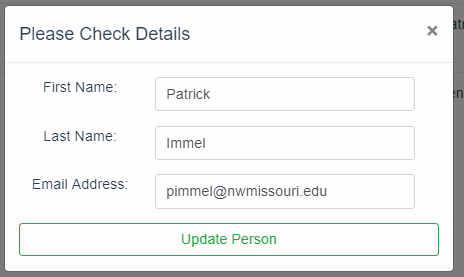 Please Check Details
×
First Name: Patrick
Last Name: Immel
Email Address: pimmel@nwmissouri.edu
Update Person